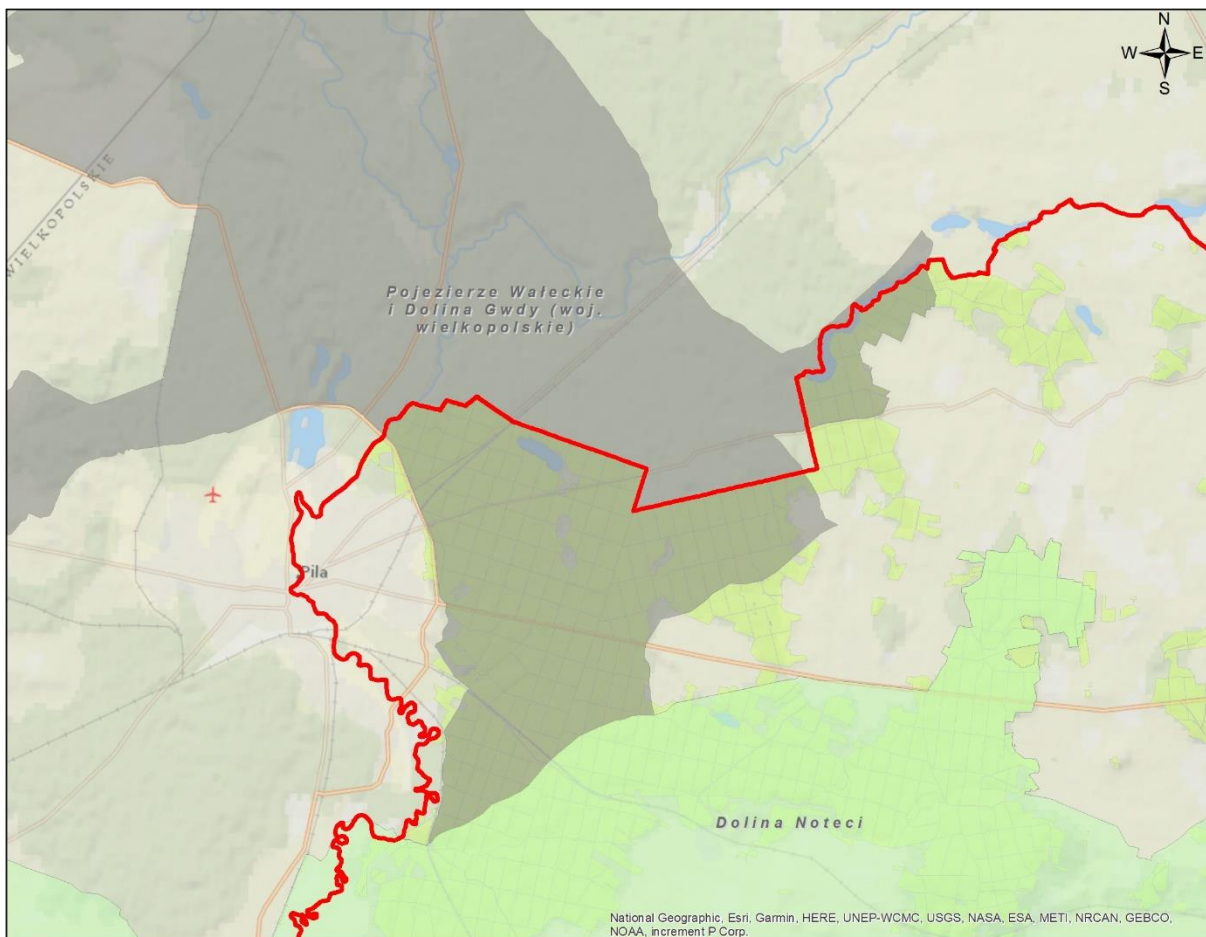 N
W E
S
WIELKOPOLSKIE
Pojezierze Wałeckie
i Dolina Gwdy (woj.
wielkopolskie)
Piła
Dolina Noteci
National Geographic, Esri, Garmin, HERE, UNEP-WCMC, USGS, NASA, ESA, METI, NRCAN, GEBCO,
NOAA, increment P Corp.